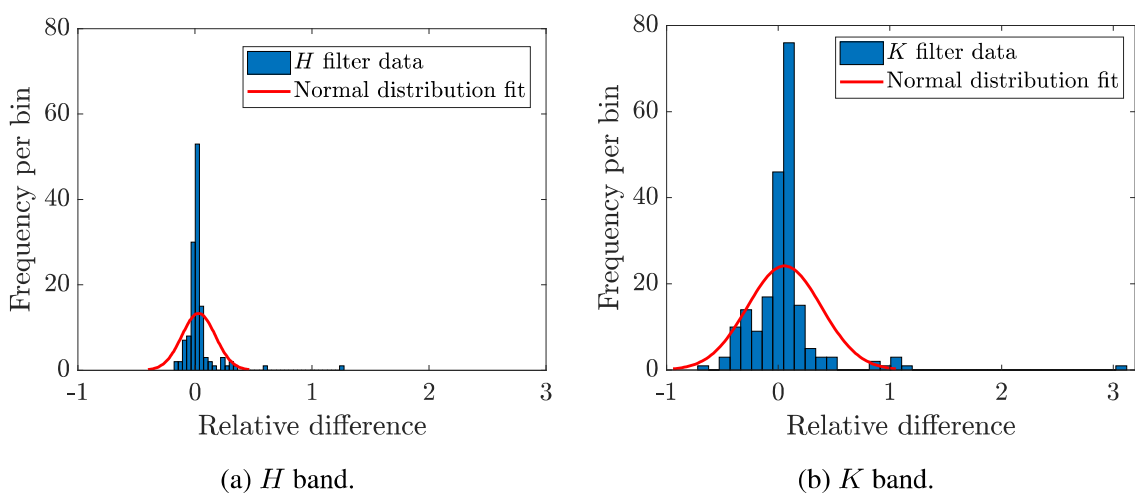 80
60
40
20
0
Frequency per bin
-1 0 1 2 3
Relative difference
H filter data
Normal distribution fit
(a) H band.
80
60
40
20
0
Frequency per bin
-1 0 1 2 3
Relative difference
K filter data
Normal distribution fit
(b) K band.